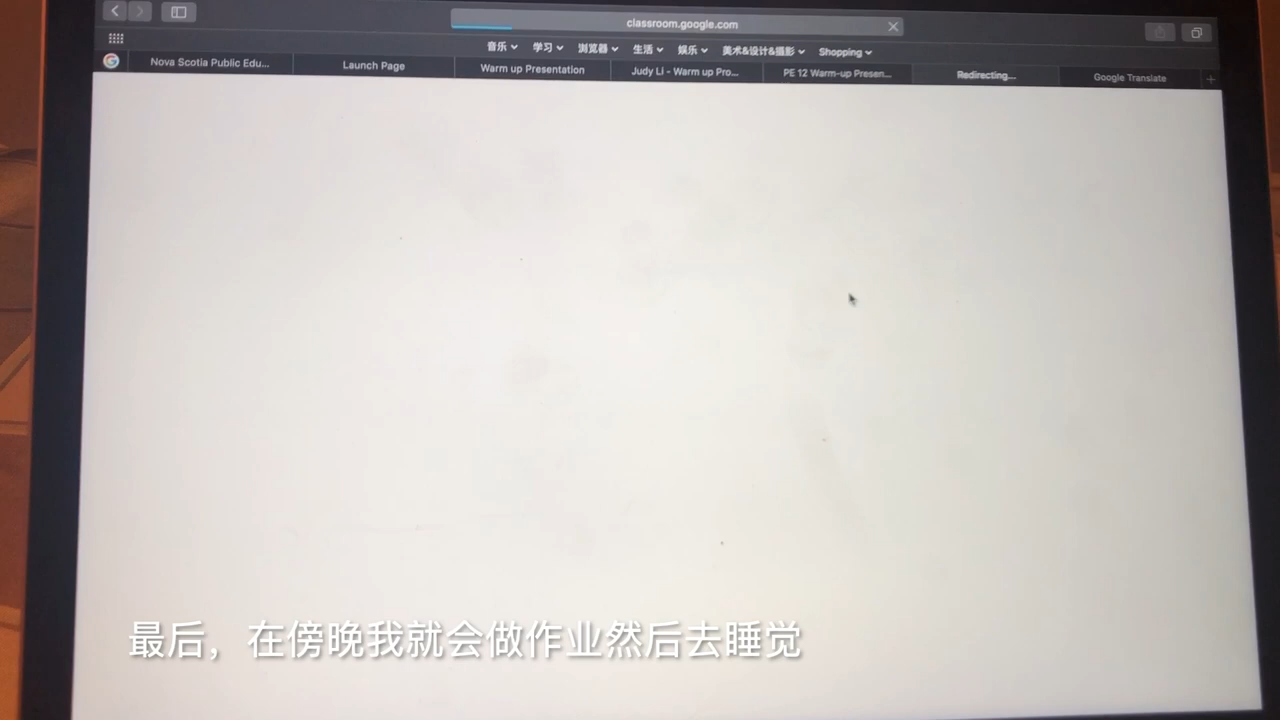 classroom.google.com
音乐 学习 浏览器 生活 娱乐 美术&设计&摄影 Shopping
G Nova Scotia Public Edu... Launch Page Warm up Presentation Judy Li - Warm up Pro... PE 12 Warm-up Presen... Redirecting... Google Translate
最后，在傍晚我就会做作业然后去睡觉